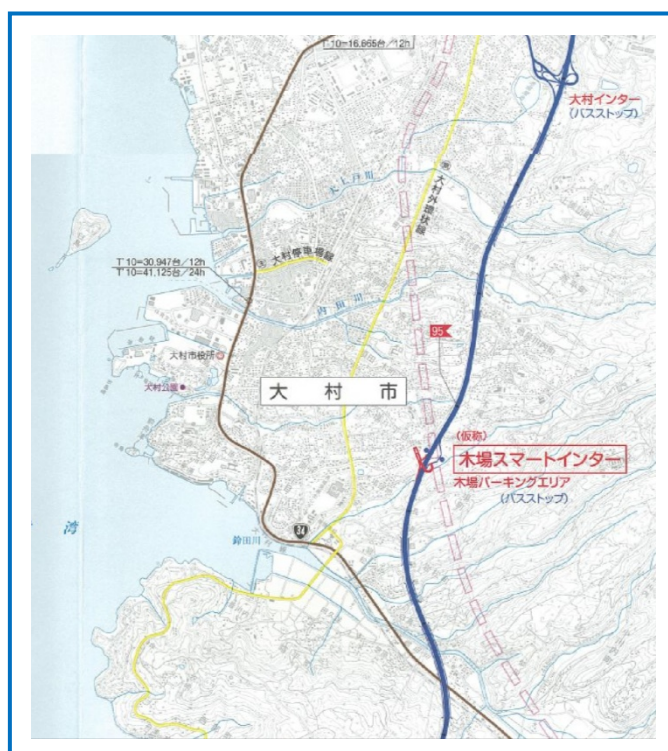 T10=16,665台/12h
大村インター
(バスストップ)
大上戸川
大村外環状線
大村停車場線
T10=30,947台/12h
T10=41,125台/24h
内田川
95
大村市役所
大村公園
大村市
(仮称)
木場スマートインター
木場パーキングエリア
(バスストップ)
湾
34
鈴田川